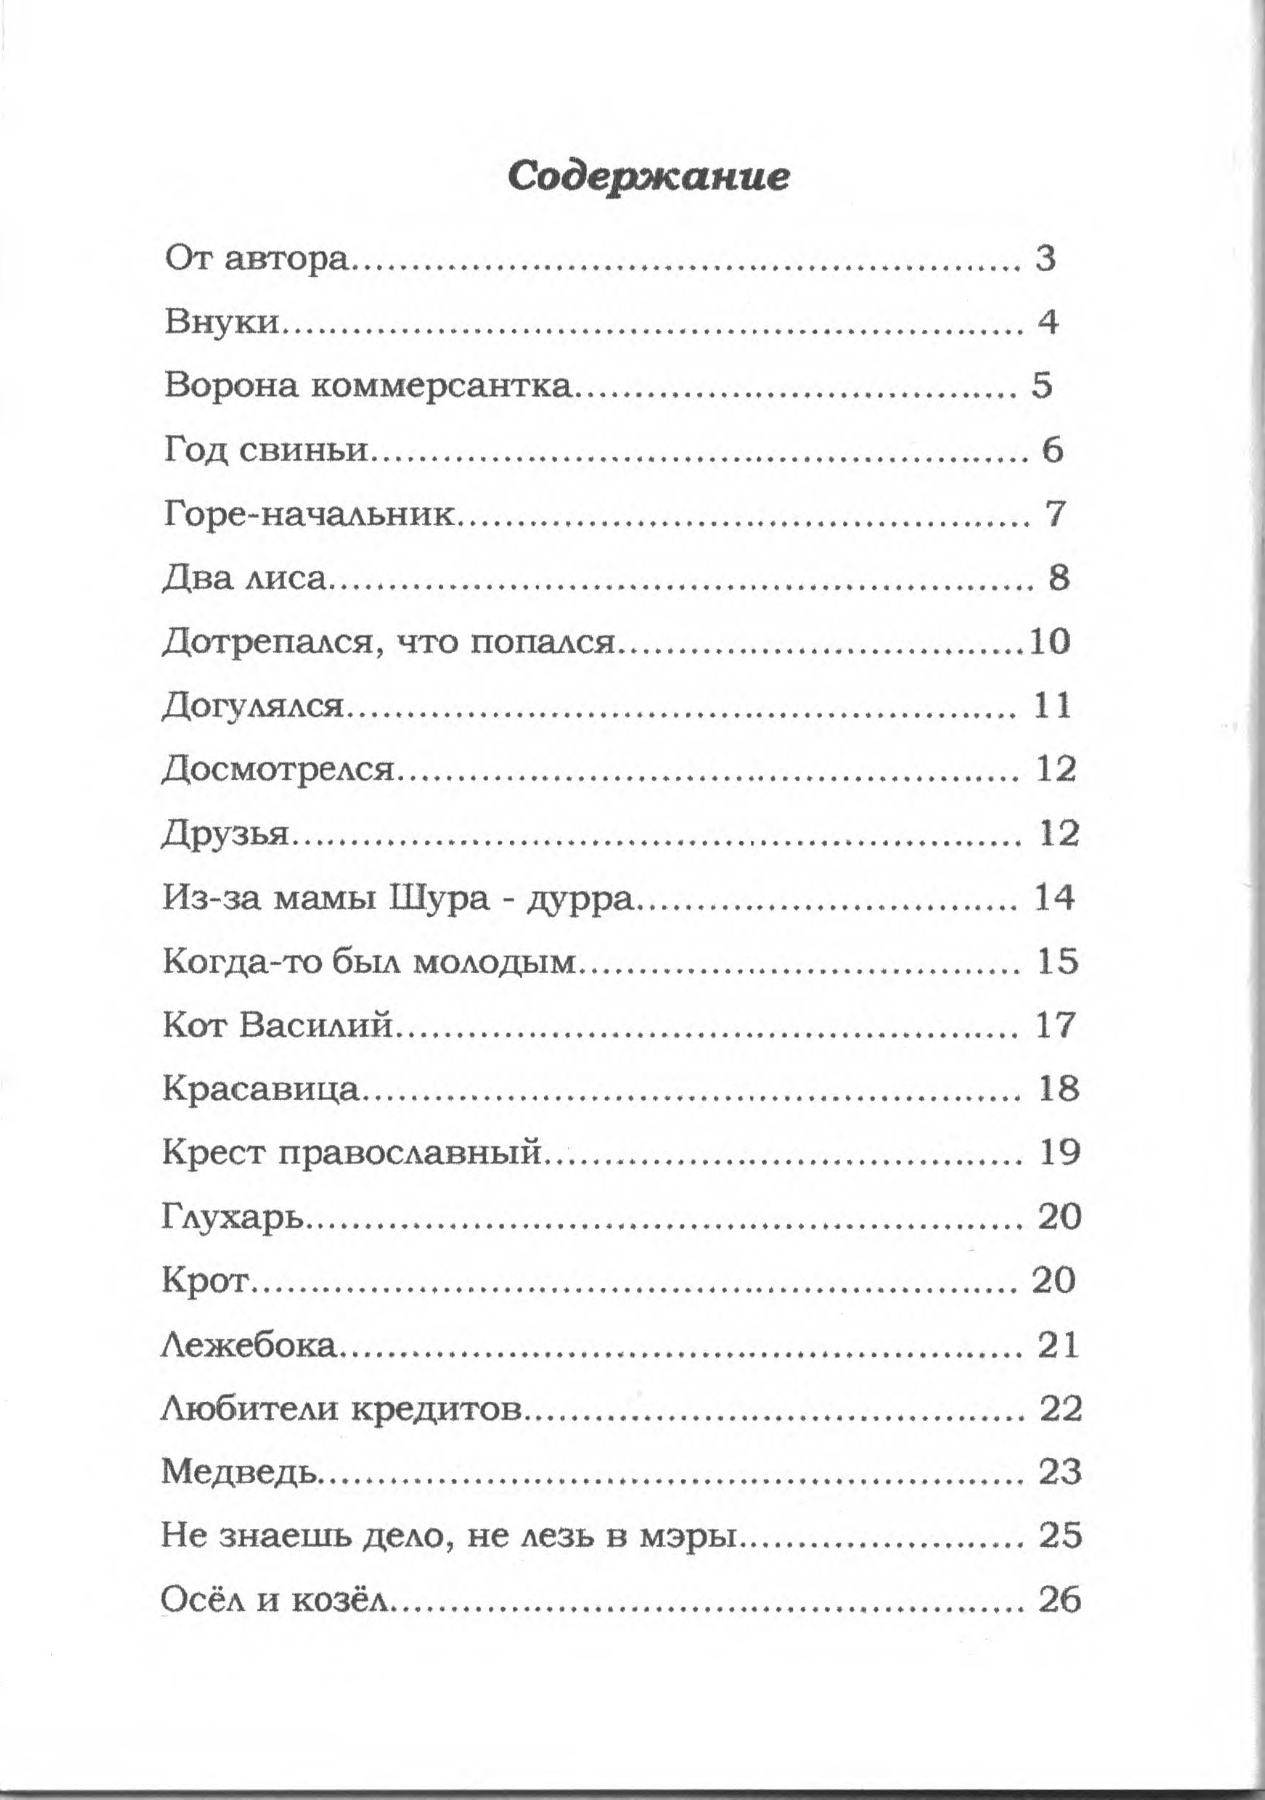 Содержание
От автора........................................................ 3
Внуки.............................................................. 4
Ворона коммерсантка..................................... 5
Год свиньи....................................................... 6
Горе-начальник................................................ 7
Два лиса........................................................... 8
Дотрепался, что попался..................................10
Догулялся........................................................ 11
Досмотрелся.................................................... 12
Друзья............................................................. 12
Из-за мамы Шура - дурра................................ 14
Когда-то был молодым..................................... 15
Кот Василий.................................................... 17
Красавица....................................................... 18
Крест православный........................................ 19
Глухарь............................................................ 20
Крот................................................................ 20
Лежебока......................................................... 21
Любители кредитов.......................................... 22
Медведь........................................................... 23
Не знаешь дело, не лезь в мэры........................ 25
Осёл и козёл..................................................... 26